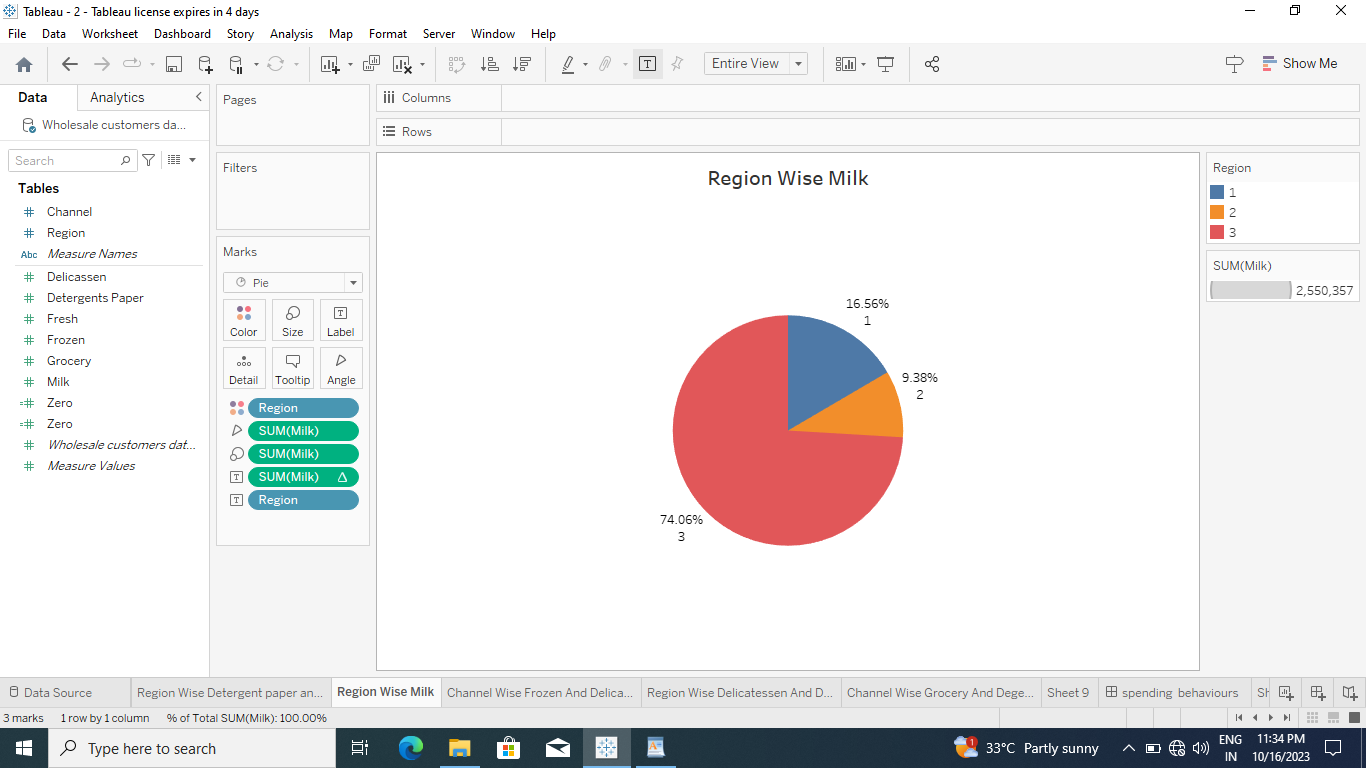 Tableau - 2 - Tableau license expires in 4 days
File Data Worksheet Dashboard Story Analysis Map Format Server Window Help
Entire View
Show Me
Data Analytics
Wholesale customers da...
Search
Tables
# Channel
# Region
Abc Measure Names
# Delicassen
# Detergents Paper
# Fresh
# Frozen
# Grocery
# Milk
=# Zero
=# Zero
# Wholesale customers dat...
# Measure Values
Pages
Filters
Marks
Pie
Color Size Label
Detail Tooltip Angle
Region
SUM(Milk)
SUM(Milk)
T SUM(Milk) Δ
T Region
Columns
Rows
Region Wise Milk
16.56%
1
9.38%
2
74.06%
3
Region
1
2
3
SUM(Milk)
2,550,357
Data Source Region Wise Detergent paper an... Region Wise Milk Channel Wise Frozen And Delica... Region Wise Delicatessen And D... Channel Wise Grocery And Dege... Sheet 9 spending behaviours Sh
3 marks 1 row by 1 column % of Total SUM(Milk): 100.00%
Type here to search
1
33°C Partly sunny
ENG
IN
11:34 PM
10/16/2023